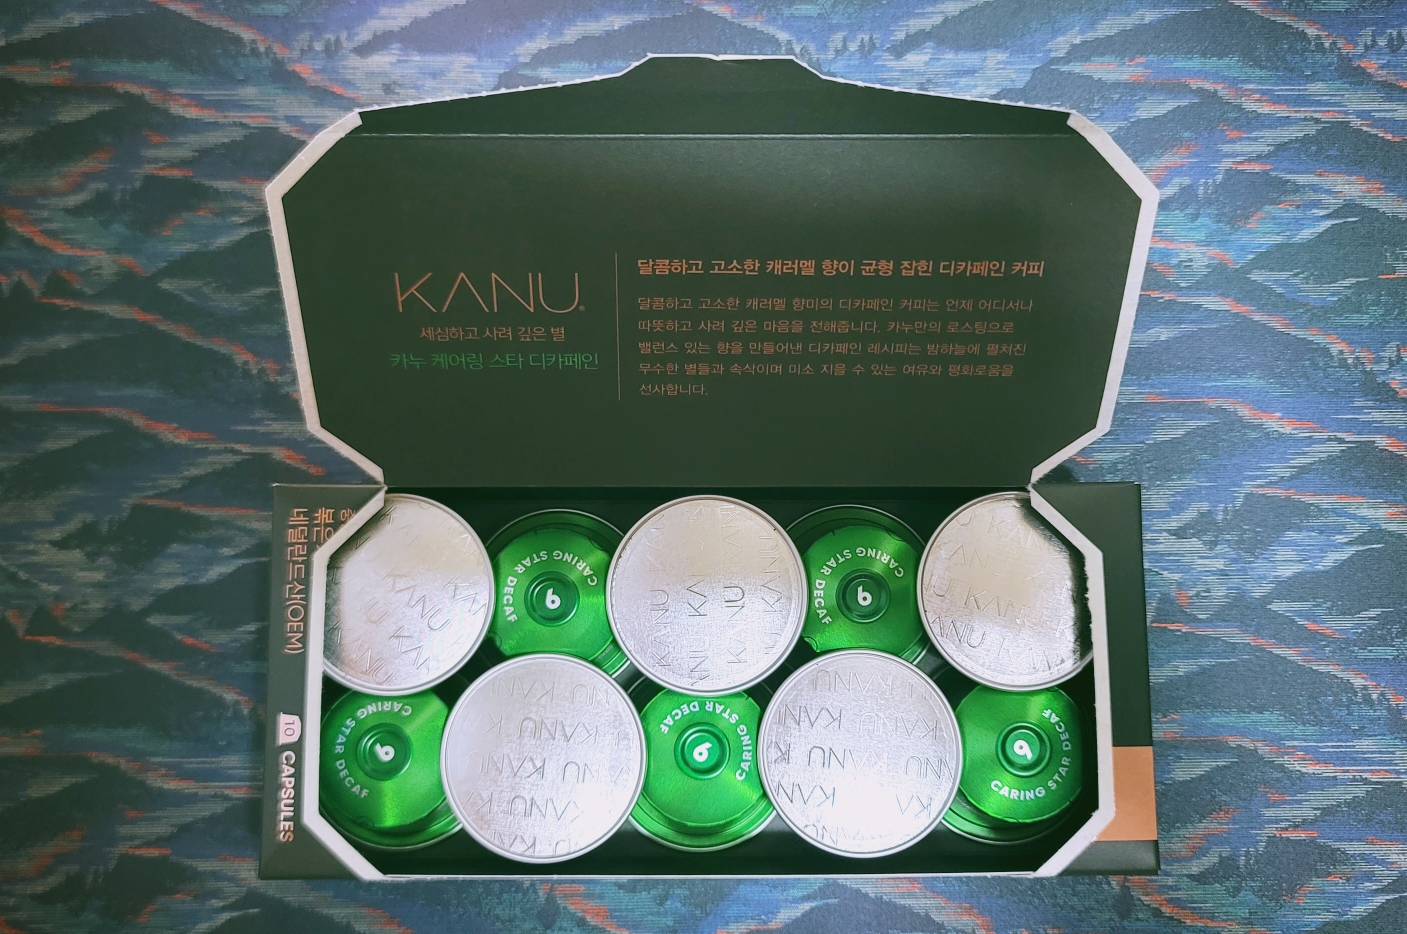 KANU
세심하고 사려 깊은 별
카누 케어링 스타 디카페인
달콤하고 고소한 캐러멜 향이 균형 잡힌 디카페인 커피
달콤하고 고소한 캐러멜 향미의 디카페인 커피는 언제 어디서나
따뜻하고 사려 깊은 마음을 전해줍니다. 카누만의 로스팅으로
밸런스 있는 향을 만들어낸 디카페인 레시피는 밤하늘에 펼쳐진
무수한 별들과 속삭이며 미소 지을 수 있는 여유와 평화로움을
선사합니다.
네덜란드산(OEM)
10 CAPSULES
CARING STAR DECAF
6
CARING STAR DECAF
6
CARING STAR DECAF
6
CARING STAR DECAF
6
CARING STAR DECAF
6
KANU KANU
KANU KANU
KANU KANU
KANU KANU
KANU KANU